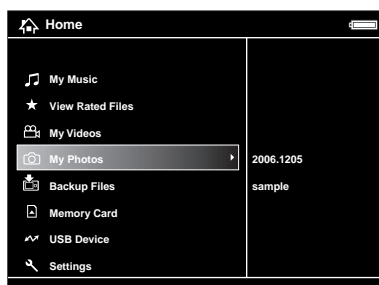 Home
My Music
View Rated Files
My Videos
My Photos
2006.1205
Backup Files
sample
Memory Card
USB Device
Settings